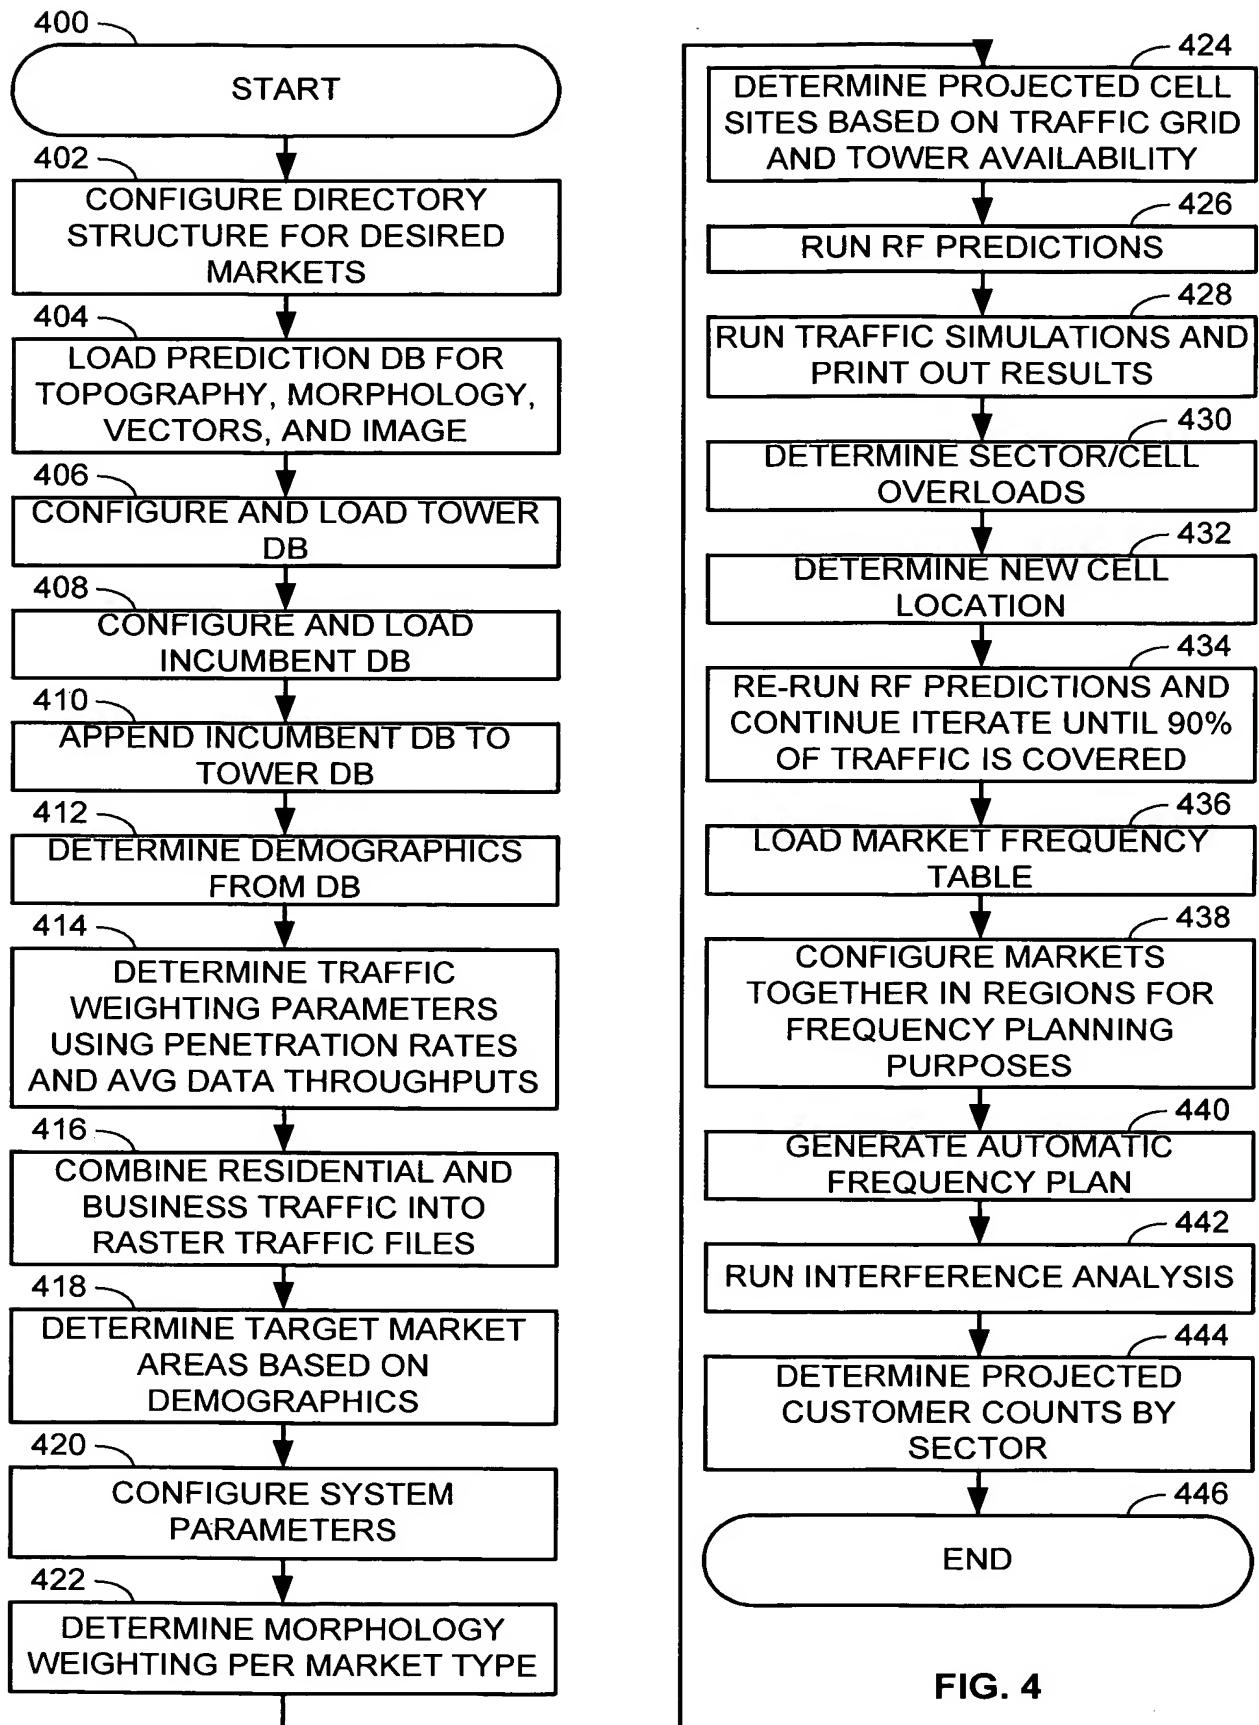 400
START
402
CONFIGURE DIRECTORY
STRUCTURE FOR DESIRED
MARKETS
404
LOAD PREDICTION DB FOR
TOPOGRAPHY, MORPHOLOGY,
VECTORS, AND IMAGE
406
CONFIGURE AND LOAD TOWER
DB
408
CONFIGURE AND LOAD
INCUMBENT DB
410
APPEND INCUMBENT DB TO
TOWER DB
412
DETERMINE DEMOGRAPHICS
FROM DB
414
DETERMINE TRAFFIC
WEIGHTING PARAMETERS
USING PENETRATION RATES
AND AVG DATA THROUGHPUTS
416
COMBINE RESIDENTIAL AND
BUSINESS TRAFFIC INTO
RASTER TRAFFIC FILES
418
DETERMINE TARGET MARKET
AREAS BASED ON
DEMOGRAPHICS
420
CONFIGURE SYSTEM
PARAMETERS
422
DETERMINE MORPHOLOGY
WEIGHTING PER MARKET TYPE
424
DETERMINE PROJECTED CELL
SITES BASED ON TRAFFIC GRID
AND TOWER AVAILABILITY
426
RUN RF PREDICTIONS
428
RUN TRAFFIC SIMULATIONS AND
PRINT OUT RESULTS
430
DETERMINE SECTOR/CELL
OVERLOADS
432
DETERMINE NEW CELL
LOCATION
434
RE-RUN RF PREDICTIONS AND
CONTINUE ITERATE UNTIL 90%
OF TRAFFIC IS COVERED
436
LOAD MARKET FREQUENCY
TABLE
438
CONFIGURE MARKETS
TOGETHER IN REGIONS FOR
FREQUENCY PLANNING
PURPOSES
440
GENERATE AUTOMATIC
FREQUENCY PLAN
442
RUN INTERFERENCE ANALYSIS
444
DETERMINE PROJECTED
CUSTOMER COUNTS BY
SECTOR
446
END
FIG. 4